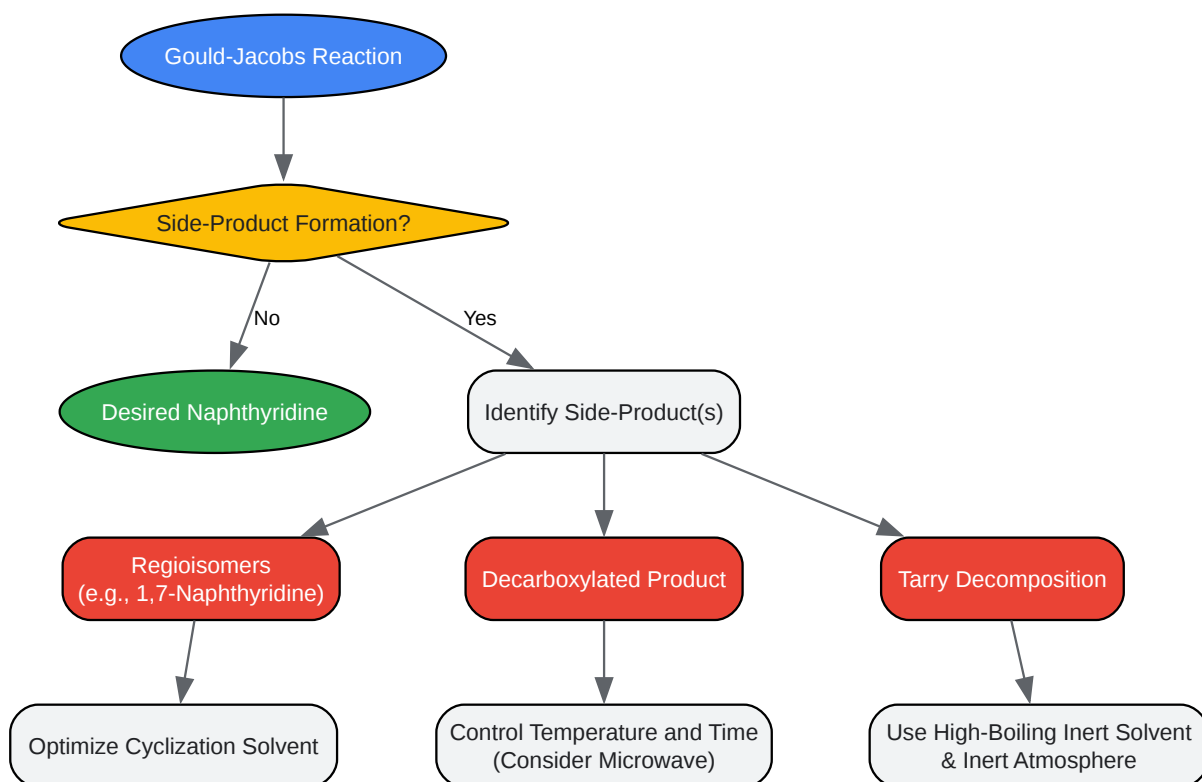 Gould-Jacobs Reaction
Side-Product Formation?
No
Yes
Desired Naphthyridine
Identify Side-Product(s)
Regioisomers
(e.g., 1,7-Naphthyridine)
Decarboxylated Product
Tarry Decomposition
Optimize Cyclization Solvent
Control Temperature and Time
(Consider Microwave)
Use High-Boiling Inert Solvent
& Inert Atmosphere